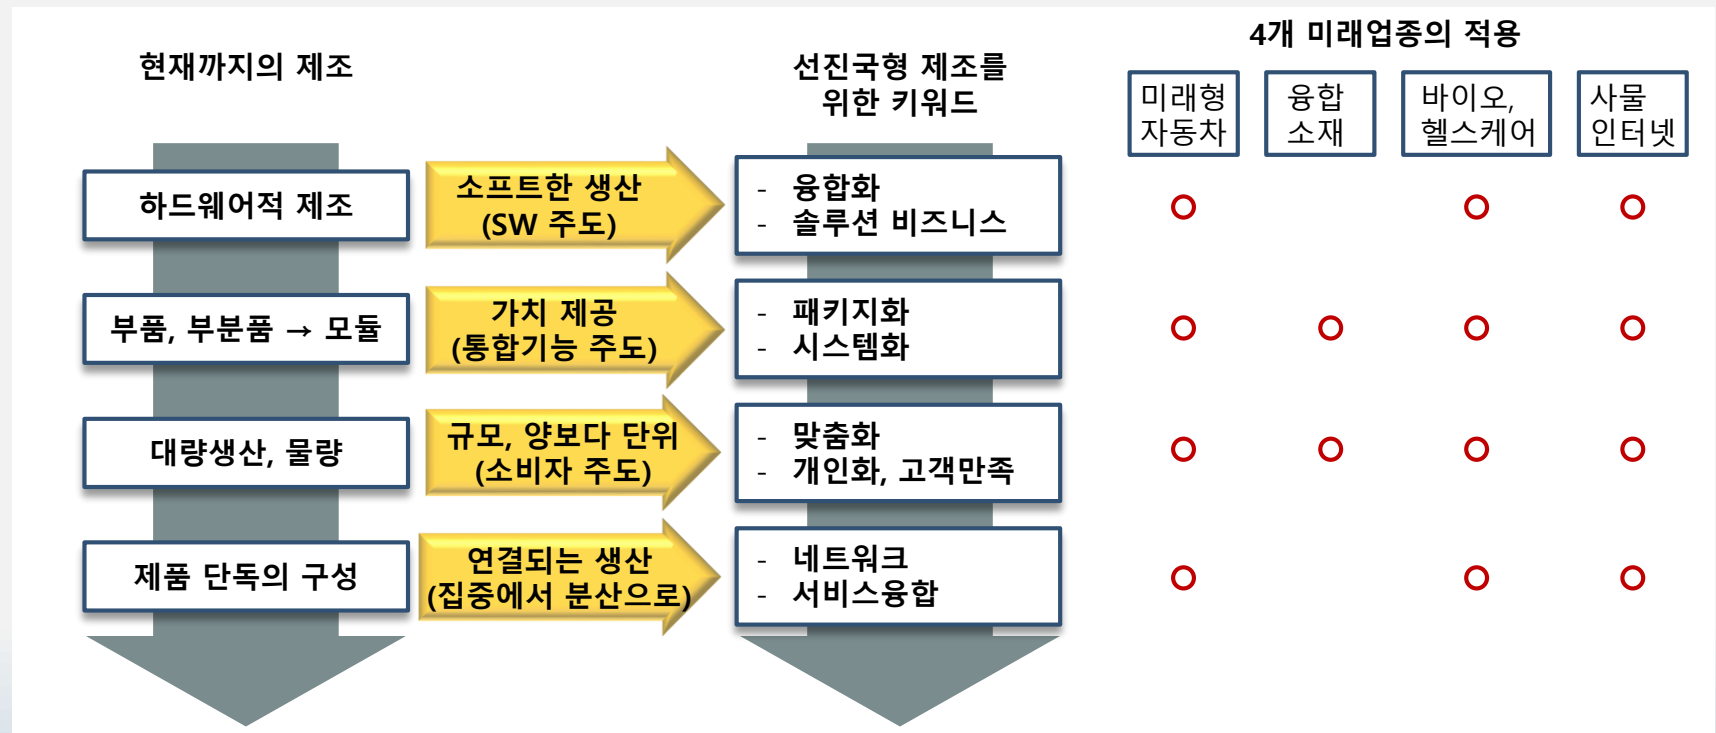 현재까지의 제조
선진국형 제조를
위한 키워드
4개 미래업종의 적용
미래형
자동차
융합
소재
바이오,
헬스케어
사물
인터넷
하드웨어적 제조
소프트한 생산
(SW 주도)
- 융합화
- 솔루션 비즈니스
부품, 부분품 → 모듈
가치 제공
(통합기능 주도)
- 패키지화
- 시스템화
대량생산, 물량
규모, 양보다 단위
(소비자 주도)
- 맞춤화
- 개인화, 고객만족
제품 단독의 구성
연결되는 생산
(집중에서 분산으로)
- 네트워크
- 서비스융합